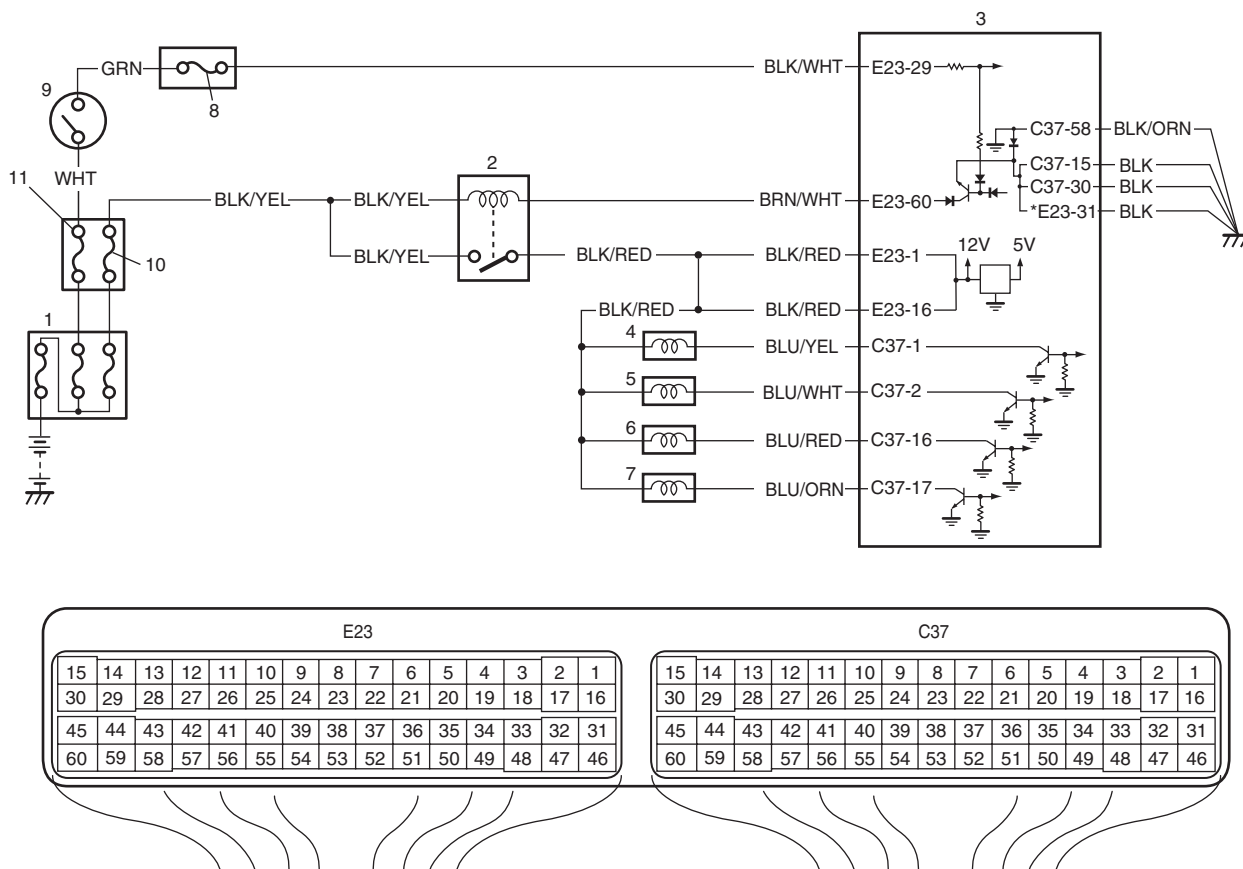 3
GRN
BLK/WHT
E23-29
9
8
C37-58
BLK/ORN
11
WHT
2
C37-15
BLK
C37-30
BLK
BLK/YEL
BLK/YEL
BRN/WHT
E23-60
*E23-31
BLK
10
BLK/YEL
BLK/RED
BLK/RED
E23-1
12V
5V
1
BLK/RED
BLK/RED
E23-16
4
BLU/YEL
C37-1
5
BLU/WHT
C37-2
6
BLU/RED
C37-16
7
BLU/ORN
C37-17
E23
15 14 13 12 11 10 9 8 7 6 5 4 3 2 1
30 29 28 27 26 25 24 23 22 21 20 19 18 17 16
45 44 43 42 41 40 39 38 37 36 35 34 33 32 31
60 59 58 57 56 55 54 53 52 51 50 49 48 47 46
C37
15 14 13 12 11 10 9 8 7 6 5 4 3 2 1
30 29 28 27 26 25 24 23 22 21 20 19 18 17 16
45 44 43 42 41 40 39 38 37 36 35 34 33 32 31
60 59 58 57 56 55 54 53 52 51 50 49 48 47 46